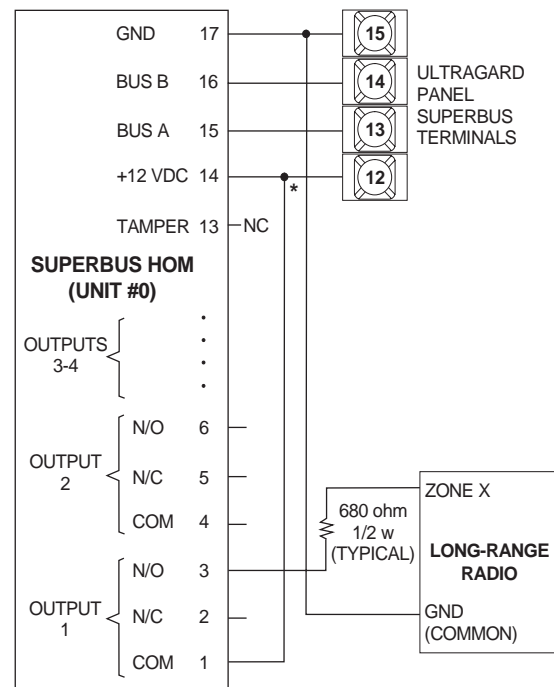 GND 17
15
BUS B 16
14
ULTRAGARD
PANEL
SUPERBUS
TERMINALS
BUS A 15
13
+12 VDC 14
12
*
TAMPER 13 NC
SUPERBUS HOM
(UNIT #0)
OUTPUTS
3-4
N/O 6
OUTPUT
2
N/C 5
COM 4
N/O 3
OUTPUT
1
N/C 2
COM 1
680 ohm
1/2 w
(TYPICAL)
ZONE X
LONG-RANGE
RADIO
GND
(COMMON)